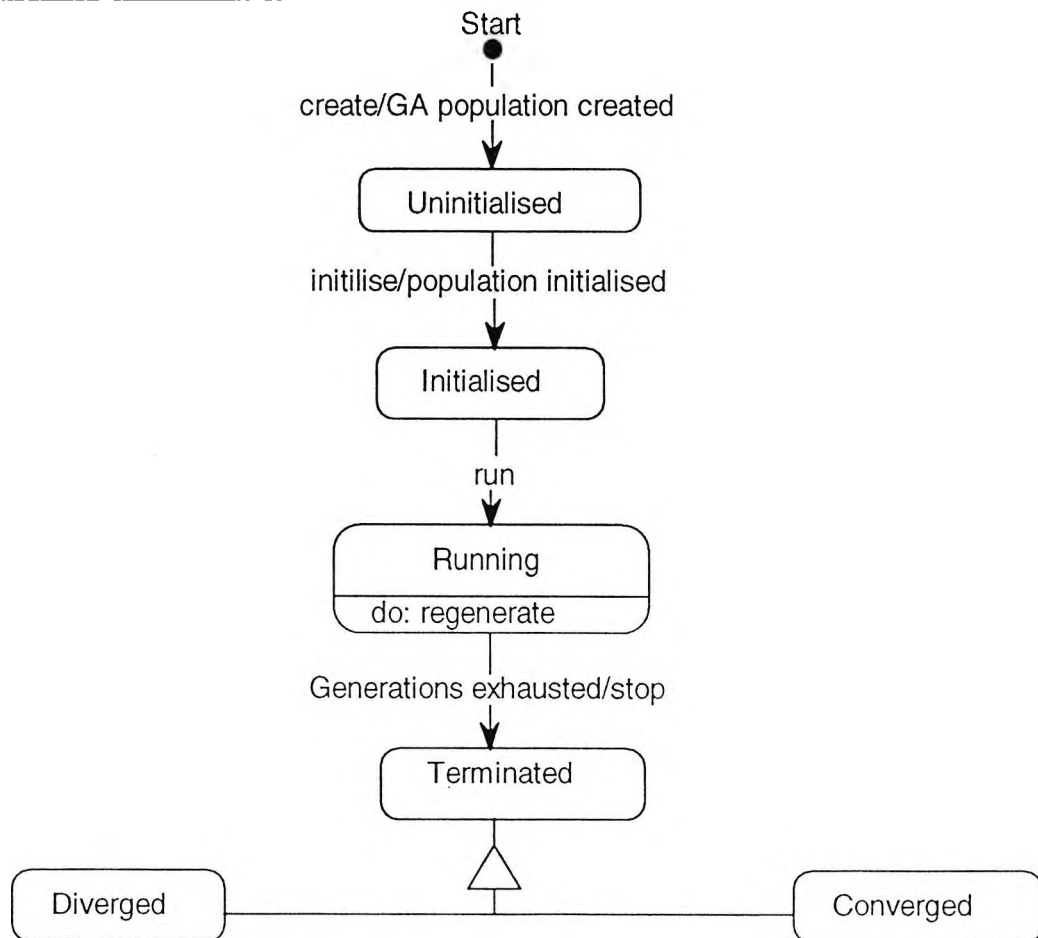 Start
create/GA population created
Uninitialised
initilise/population initialised
Initialised
run
Running
do: regenerate
Generations exhausted/stop
Terminated
Diverged
Converged